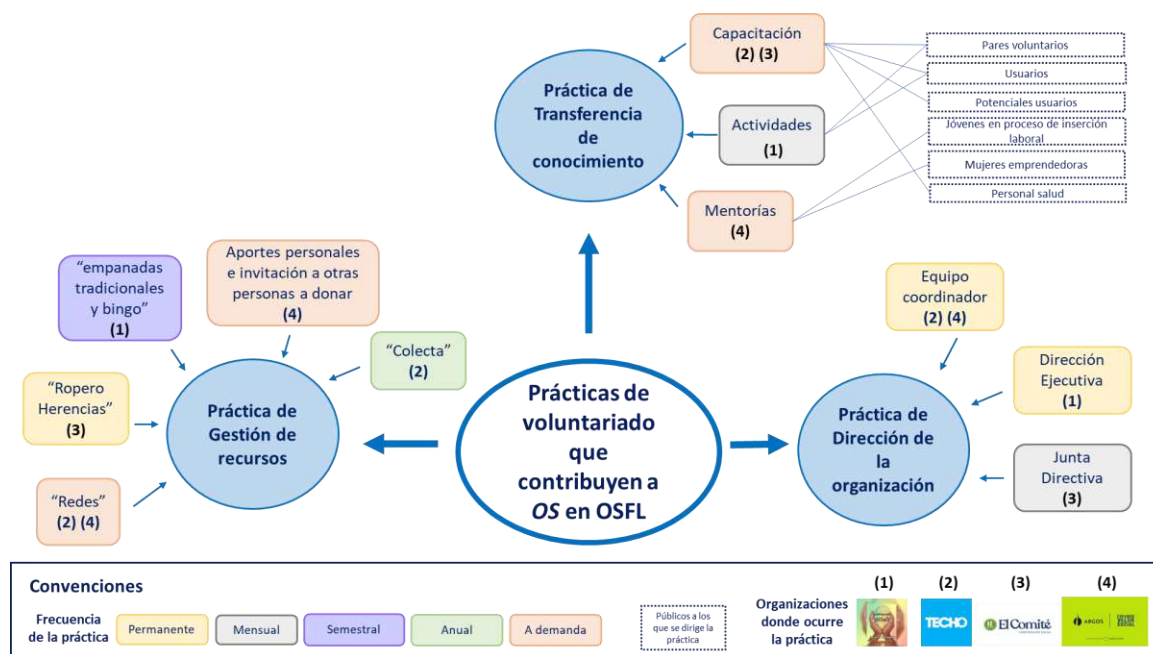 Capacitación
(2) (3)
Pares voluntarios
Usuarios
Potenciales usuarios
Jóvenes en proceso de inserción
laboral
Mujeres emprendedoras
Personal salud
Práctica de
Transferencia
de
conocimiento
Actividades
(1)
Mentorías
(4)
“empanadas
tradicionales
y bingo”
(1)
Aportes personales
e invitación a otras
personas a donar
(4)
“Colecta”
(2)
“Ropero
Herencias”
(3)
“Redes”
(2) (4)
Práctica de
Gestión de
recursos
Prácticas de
voluntariado
que
contribuyen a
OS en OSFL
Equipo
coordinador
(2) (4)
Dirección
Ejecutiva
(1)
Junta
Directiva
(3)
Práctica de
Dirección de
la
organización
Convenciones
Frecuencia
de la práctica
Permanente
Mensual
Semestral
Anual
A demanda
Públicos a los
que se dirige la
práctica
Organizaciones
donde ocurre
la práctica
(1)
(2)
(3)
(4)
TECHO
El Comité
ARGOS